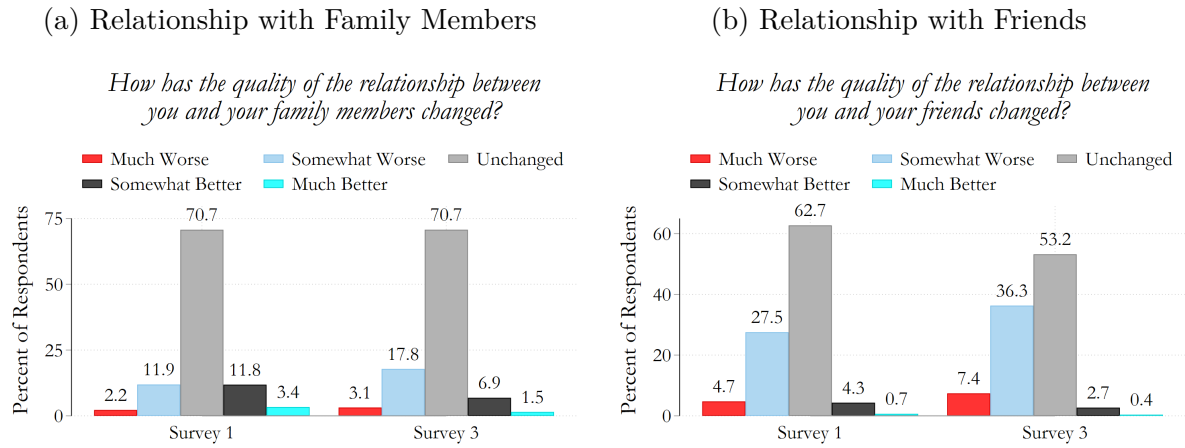 (a) Relationship with Family Members
How has the quality of the relationship between
you and your family members changed?
Much Worse
Somewhat Worse
Unchanged
Somewhat Better
Much Better
Percent of Respondents
75
50
25
0
2.2
11.9
70.7
11.8
3.4
3.1
17.8
70.7
6.9
1.5
Survey 1
Survey 3
(b) Relationship with Friends
How has the quality of the relationship between
you and your friends changed?
Much Worse
Somewhat Worse
Unchanged
Somewhat Better
Much Better
Percent of Respondents
60
40
20
0
4.7
27.5
62.7
4.3
0.7
7.4
36.3
53.2
2.7
0.4
Survey 1
Survey 3